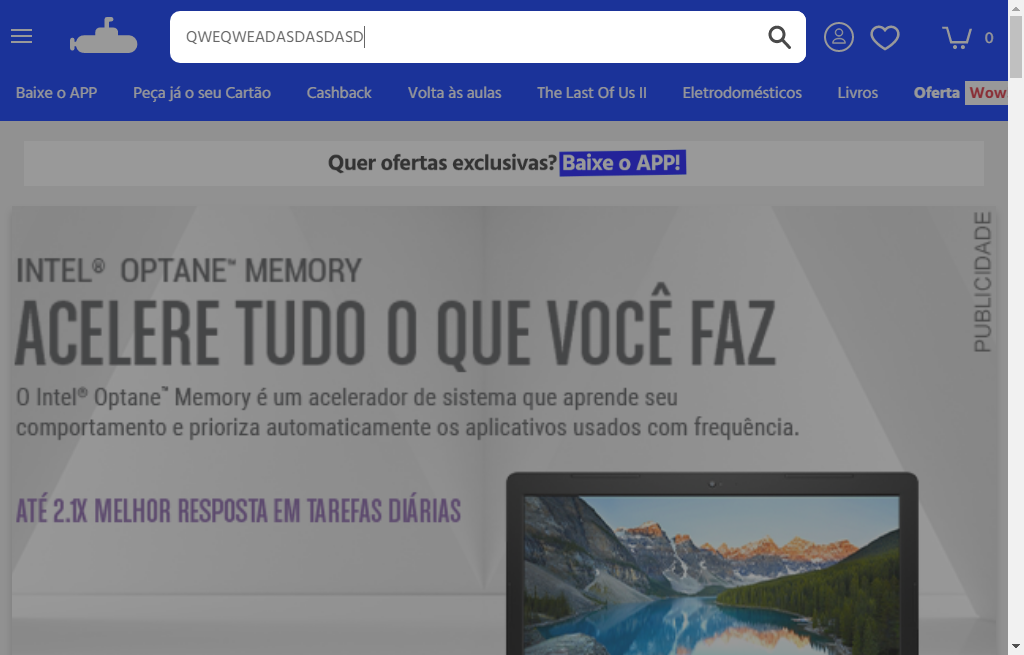 QWEQWEADASDASDASD
0
Baixe o APP Peça já o seu Cartão Cashback Volta às aulas The Last Of Us II Eletrodomésticos Livros Oferta Wow
Quer ofertas exclusivas? Baixe o APP!
PUBLICIDADE
INTEL® OPTANE™ MEMORY
ACELERE TUDO O QUE VOCÊ FAZ
O Intel® Optane™ Memory é um acelerador de sistema que aprende seu
comportamento e prioriza automaticamente os aplicativos usados com frequência.
ATÉ 2.1X MELHOR RESPOSTA EM TAREFAS DIÁRIAS